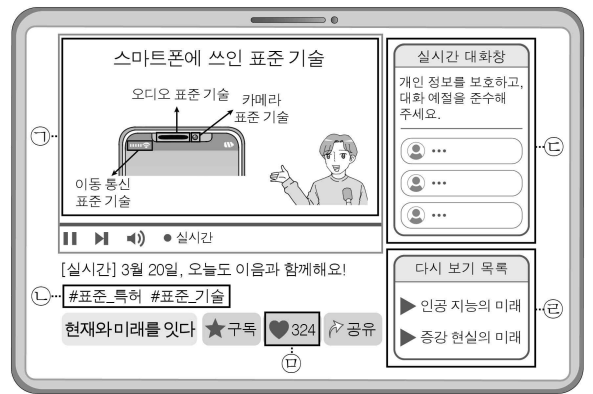 스마트폰에 쓰인 표준 기술
오디오 표준 기술
카메라
표준 기술
이동 통신
표준 기술
㉠
실시간
[실시간] 3월 20일, 오늘도 이음과 함께해요!
㉡
#표준_특허 #표준_기술
현재와 미래를 잇다
구독
324
공유
㉤
실시간 대화창
개인 정보를 보호하고,
대화 예절을 준수해
주세요.
㉢
다시 보기 목록
인공 지능의 미래
증강 현실의 미래
㉣